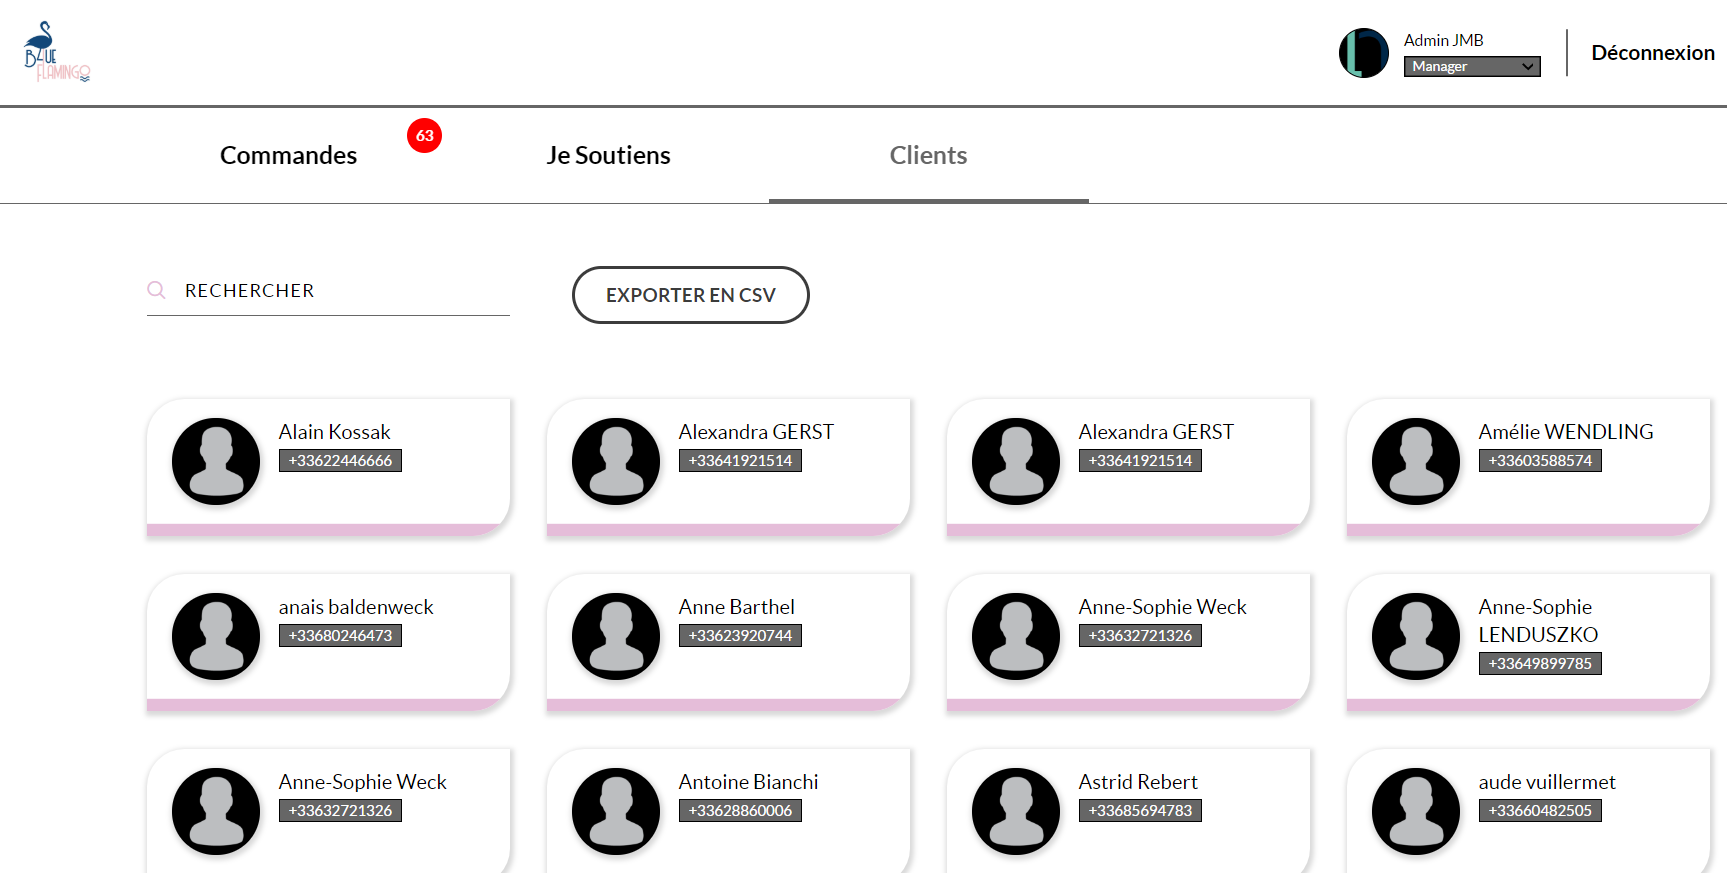 BLUE
FLAMINGO
Admin JMB
Manager
Déconnexion
Commandes
63
Je Soutiens
Clients
RECHERCHER
EXPORTER EN CSV
Alain Kossak
+33622446666
Alexandra GERST
+33641921514
Alexandra GERST
+33641921514
Amélie WENDLING
+33603588574
anais baldenweck
+33680246473
Anne Barthel
+33623920744
Anne-Sophie Weck
+33632721326
Anne-Sophie
LENDUSZKO
+33649899785
Anne-Sophie Weck
+33632721326
Antoine Bianchi
+33628860006
Astrid Rebert
+33685694783
aude vuillermet
+33660482505